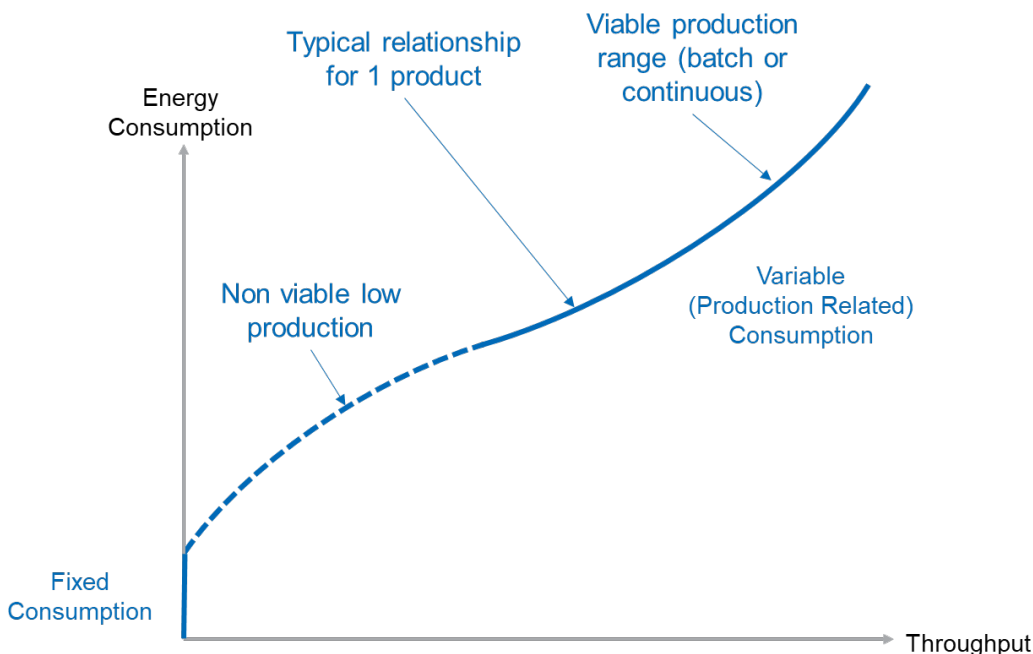 Typical relationship
for 1 product
Viable production
range (batch or
continuous)
Energy
Consumption
Non viable low
production
Variable
(Production Related)
Consumption
Fixed
Consumption
Throughput